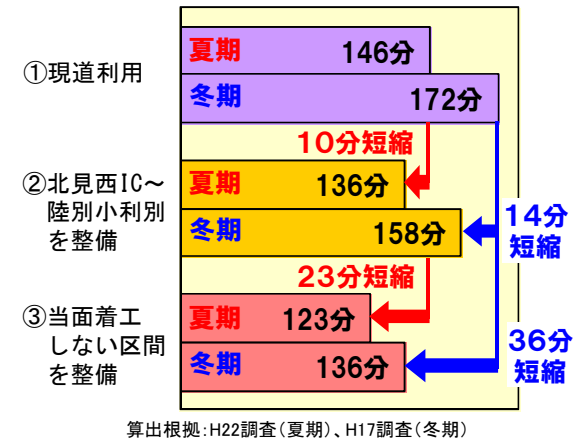 ①現道利用
夏期 146分
冬期 172分
10分短縮
②北見西IC～
陸別小利別
を整備
夏期 136分
冬期 158分
14分
短縮
23分短縮
③当面着工
しない区間
を整備
夏期 123分
冬期 136分
36分
短縮
算出根拠:H22調査(夏期)、H17調査(冬期)